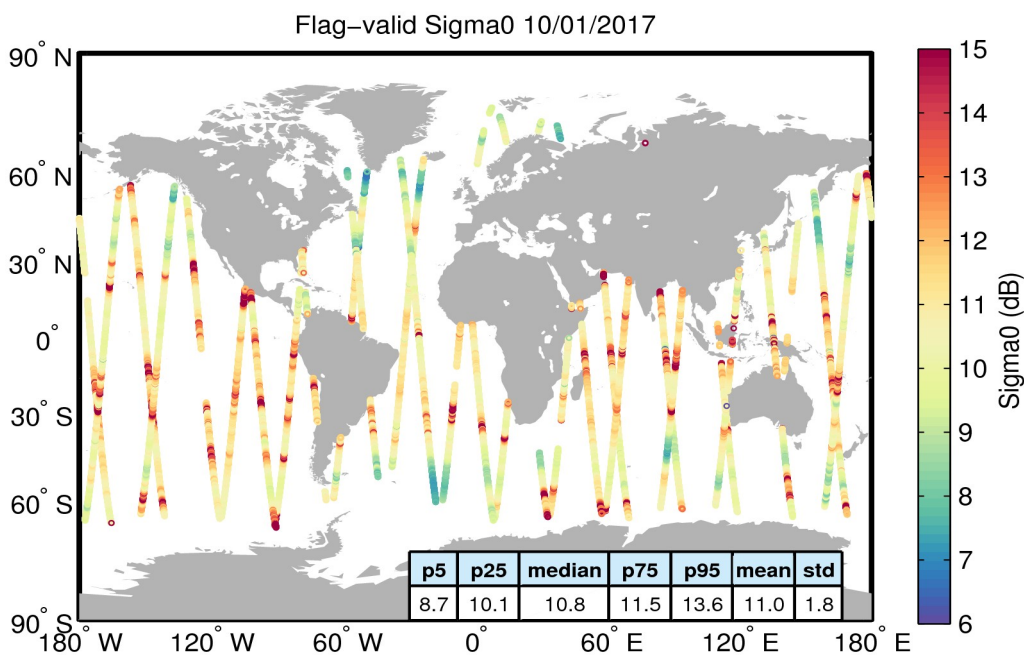 Flag−valid Sigma0 10/01/2017
90° N
60° N
30° N
0°
30° S
60° S
90° S
180° W
120° W
60° W
0°
60° E
120° E
180° E
p5 p25 median p75 p95 mean std
8.7 10.1 10.8 11.5 13.6 11.0 1.8
15
14
13
12
11
10
9
8
7
6
Sigma0 (dB)